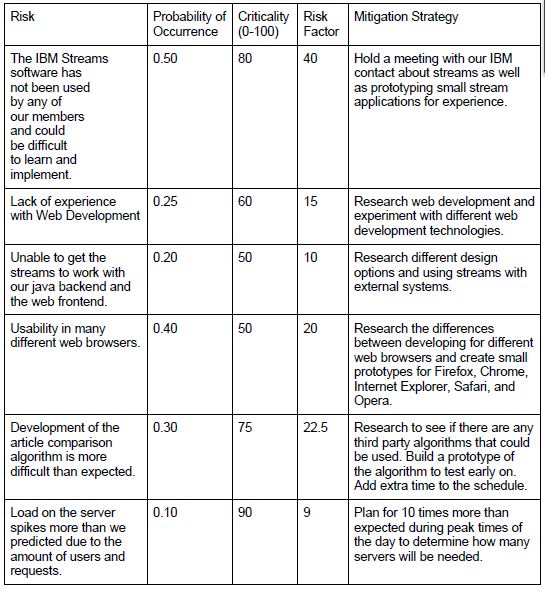 Risk
Probability of
Occurrence
Criticality
(0-100)
Risk
Factor
Mitigation Strategy
The IBM Streams
software has
not been used
by any of
our members
and could
be difficult
to learn and
implement.
0.50
80
40
Hold a meeting with our IBM
contact about streams as well
as prototyping small stream
applications for experience.
Lack of experience
with Web Development
0.25
60
15
Research web development and
experiment with different web
development technologies.
Unable to get the
streams to work with
our java backend and
the web frontend.
0.20
50
10
Research different design
options and using streams with
external systems.
Usability in many
different web browsers.
0.40
50
20
Research the differences
between developing for different
web browsers and create small
prototypes for Firefox, Chrome,
Internet Explorer, Safari, and
Opera.
Development of the
article comparison
algorithm is more
difficult than expected.
0.30
75
22.5
Research to see if there are any
third party algorithms that could
be used. Build a prototype of
the algorithm to test early on.
Add extra time to the schedule.
Load on the server
spikes more than we
predicted due to the
amount of users and
requests.
0.10
90
9
Plan for 10 times more than
expected during peak times of
the day to determine how many
servers will be needed.